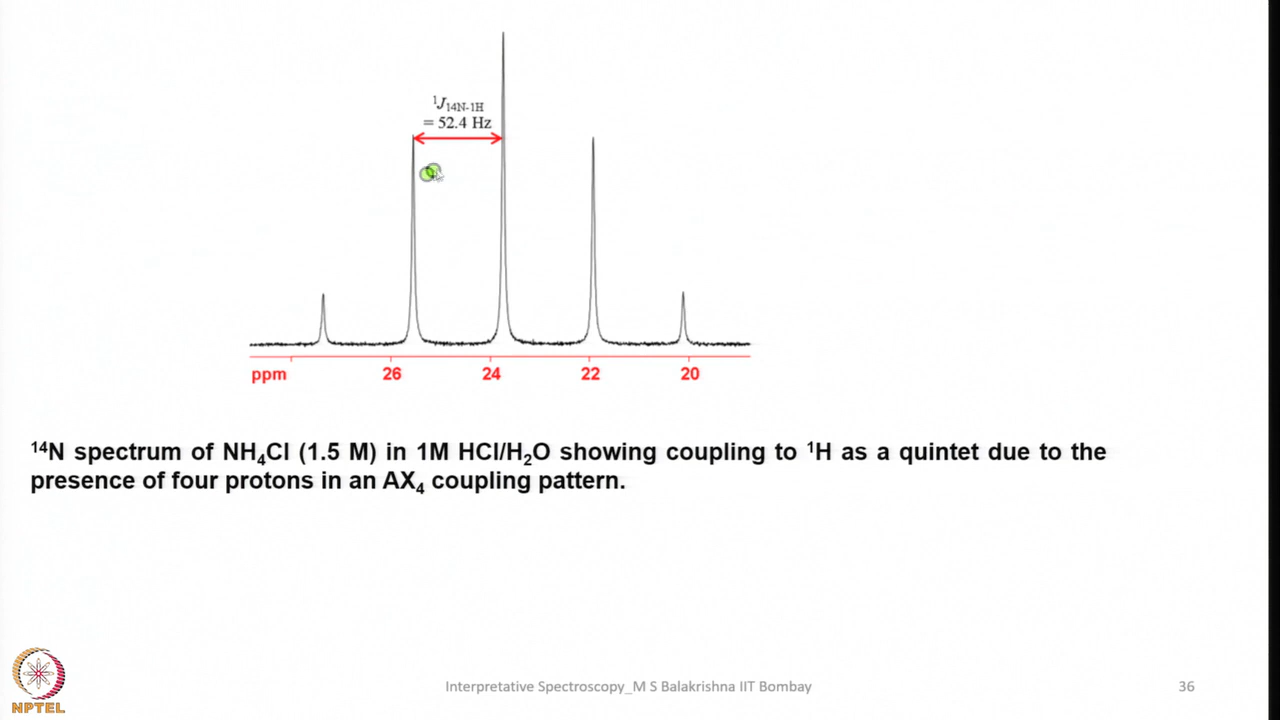 ¹J₁₄N-1H
= 52.4 Hz
ppm 26 24 22 20
¹⁴N spectrum of NH₄Cl (1.5 M) in 1M HCl/H₂O showing coupling to ¹H as a quintet due to the
presence of four protons in an AX₄ coupling pattern.
NPTEL
Interpretative Spectroscopy_M S Balakrishna IIT Bombay
36